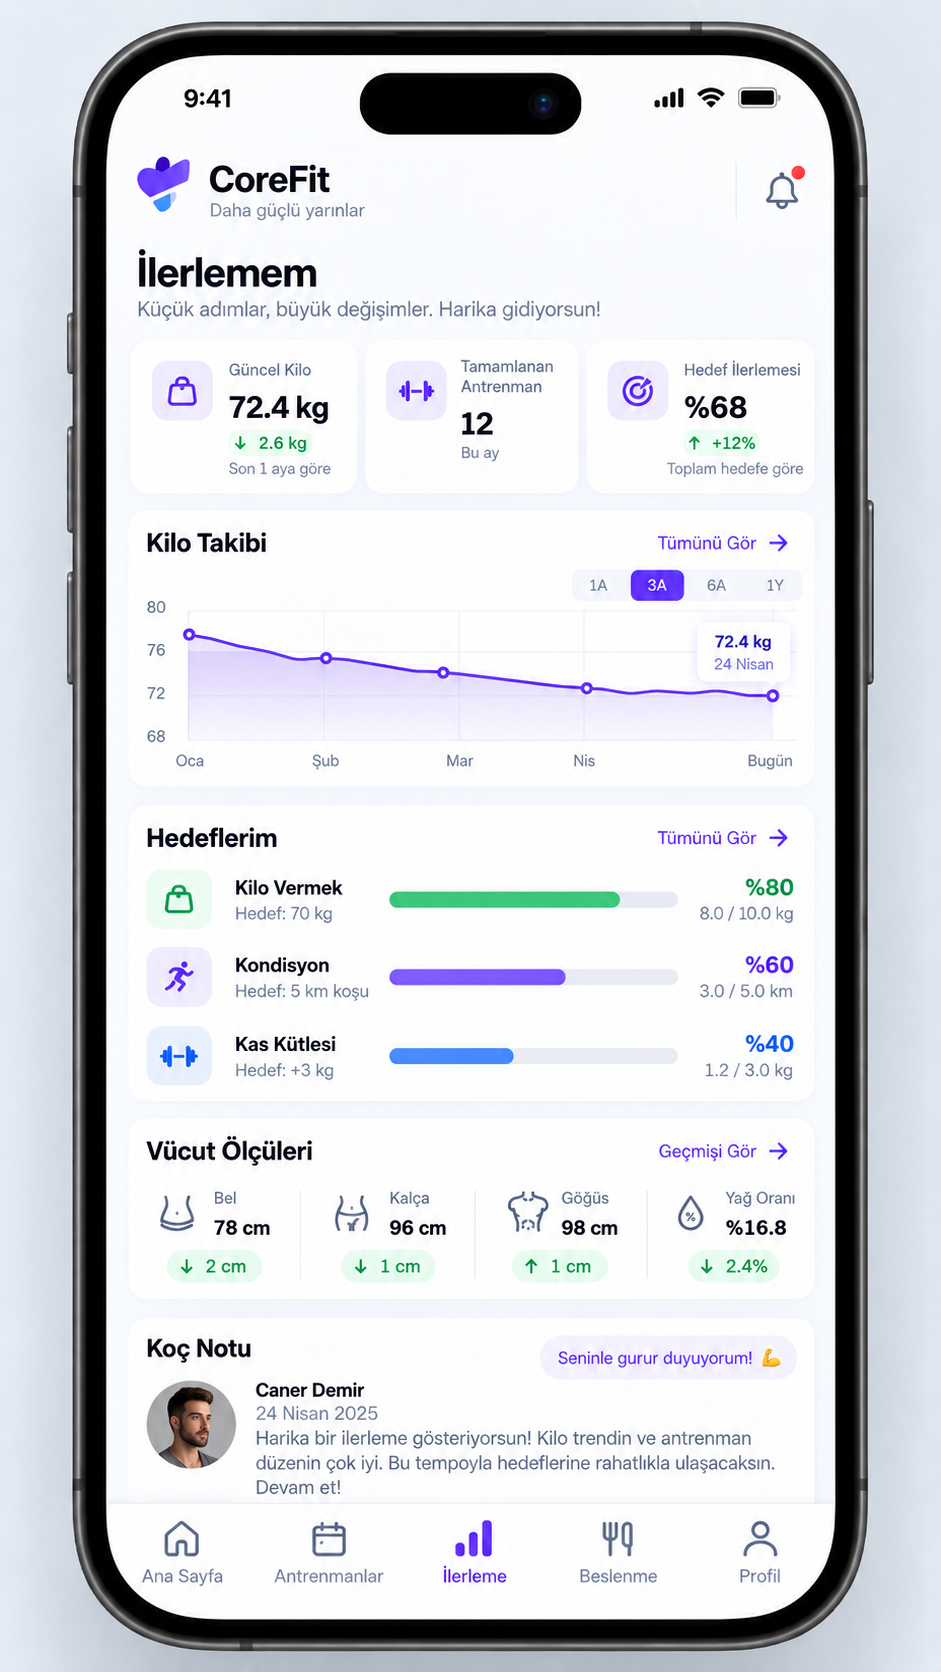 9:41
CoreFit
Daha güçlü yarınlar
İlerlemem
Küçük adımlar, büyük değişimler. Harika gidiyorsun!
Güncel Kilo
72.4 kg
↓ 2.6 kg
Son 1 aya göre
Tamamlanan
Antrenman
12
Bu ay
Hedef İlerlemesi
%68
↑ +12%
Toplam hedefe göre
Kilo Takibi
Tümünü Gör →
1A 3A 6A 1Y
80
76
72
68
72.4 kg
24 Nisan
Oca Şub Mar Nis Bugün
Hedeflerim
Tümünü Gör →
Kilo Vermek
Hedef: 70 kg
%80
8.0 / 10.0 kg
Kondisyon
Hedef: 5 km koşu
%60
3.0 / 5.0 km
Kas Kütlesi
Hedef: +3 kg
%40
1.2 / 3.0 kg
Vücut Ölçüleri
Geçmişi Gör →
Bel
78 cm
↓ 2 cm
Kalça
96 cm
↓ 1 cm
Göğüs
98 cm
↑ 1 cm
%
Yağ Oranı
%16.8
↓ 2.4%
Koç Notu
Seninle gurur duyuyorum! 💪
Caner Demir
24 Nisan 2025
Harika bir ilerleme gösteriyorsun! Kilo trendin ve antrenman
düzenin çok iyi. Bu tempoyla hedeflerine rahatlıkla ulaşacaksın.
Devam et!
Ana Sayfa Antrenmanlar İlerleme Beslenme Profil